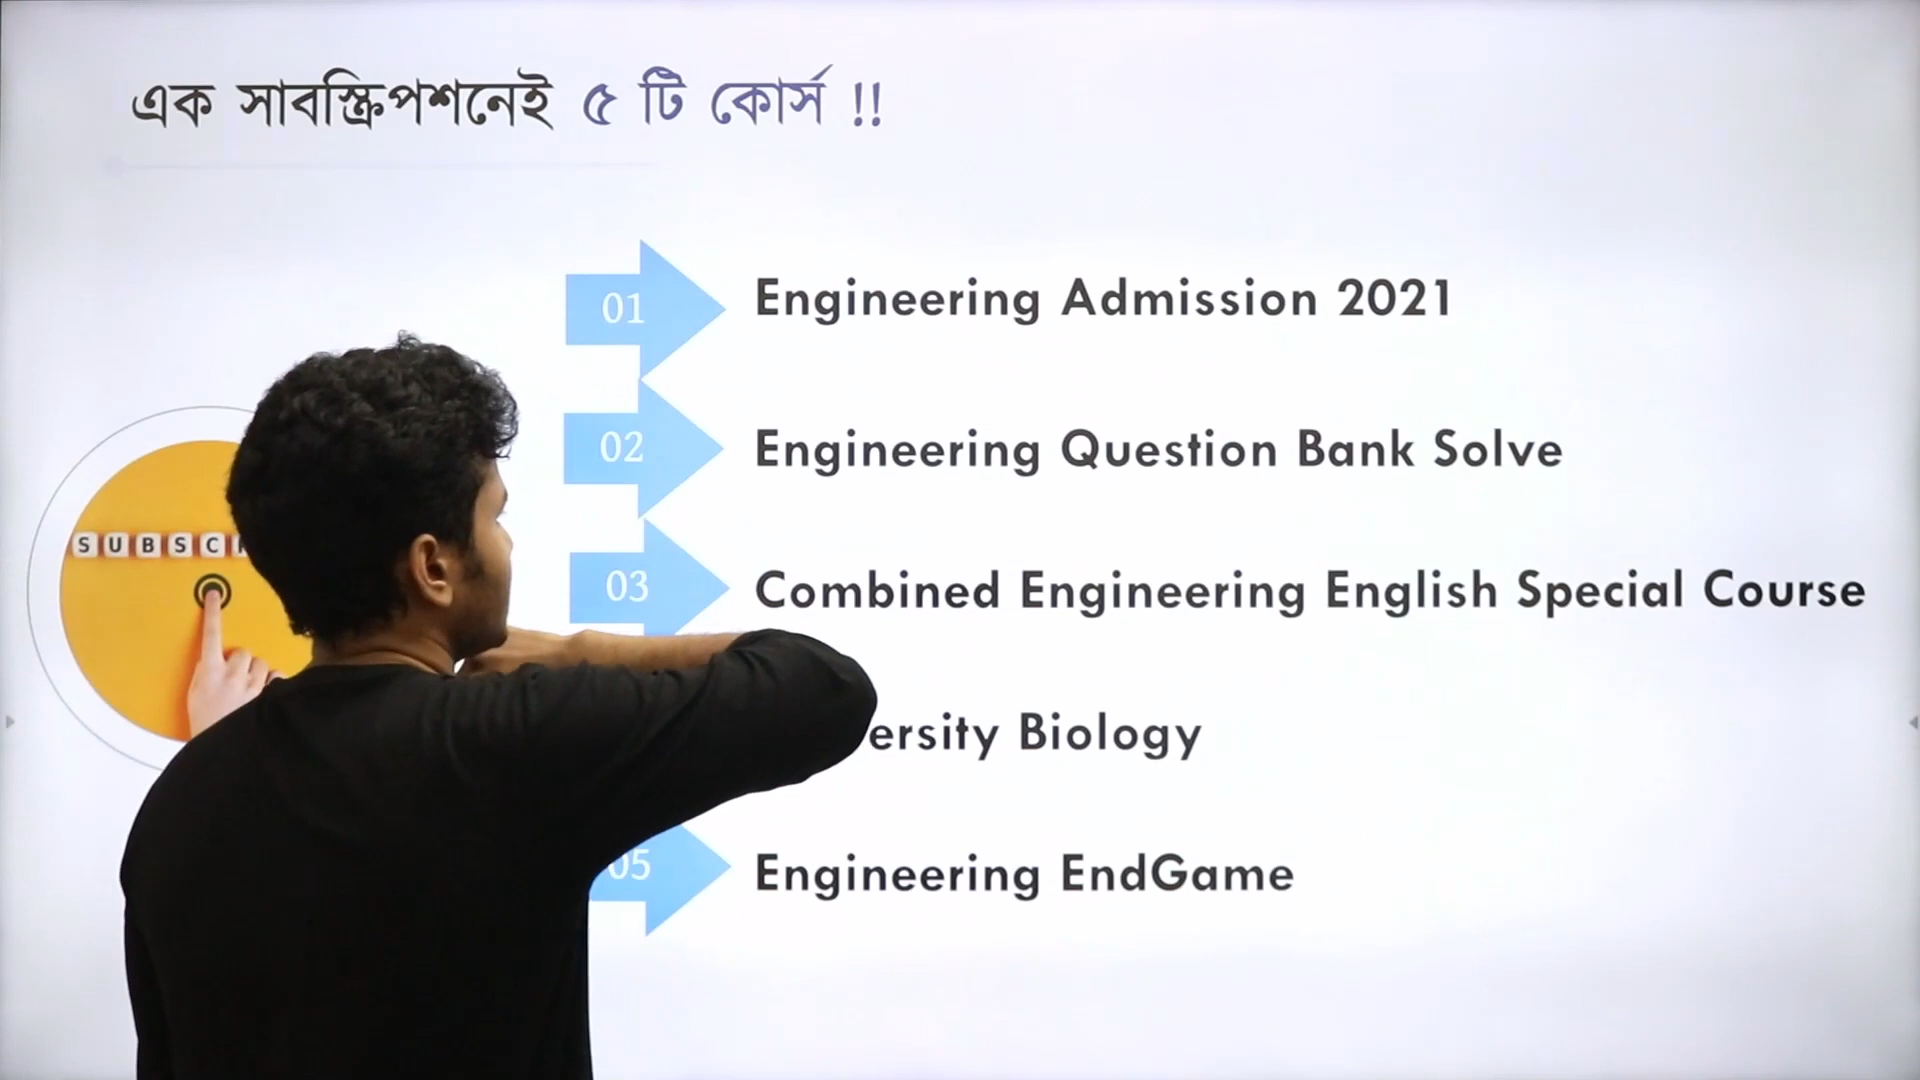 এক সাবস্ক্রিপশনেই ৫ টি কোর্স !!
01 Engineering Admission 2021
02 Engineering Question Bank Solve
SUBSC
03 Combined Engineering English Special Course
Biology
05 Engineering EndGame